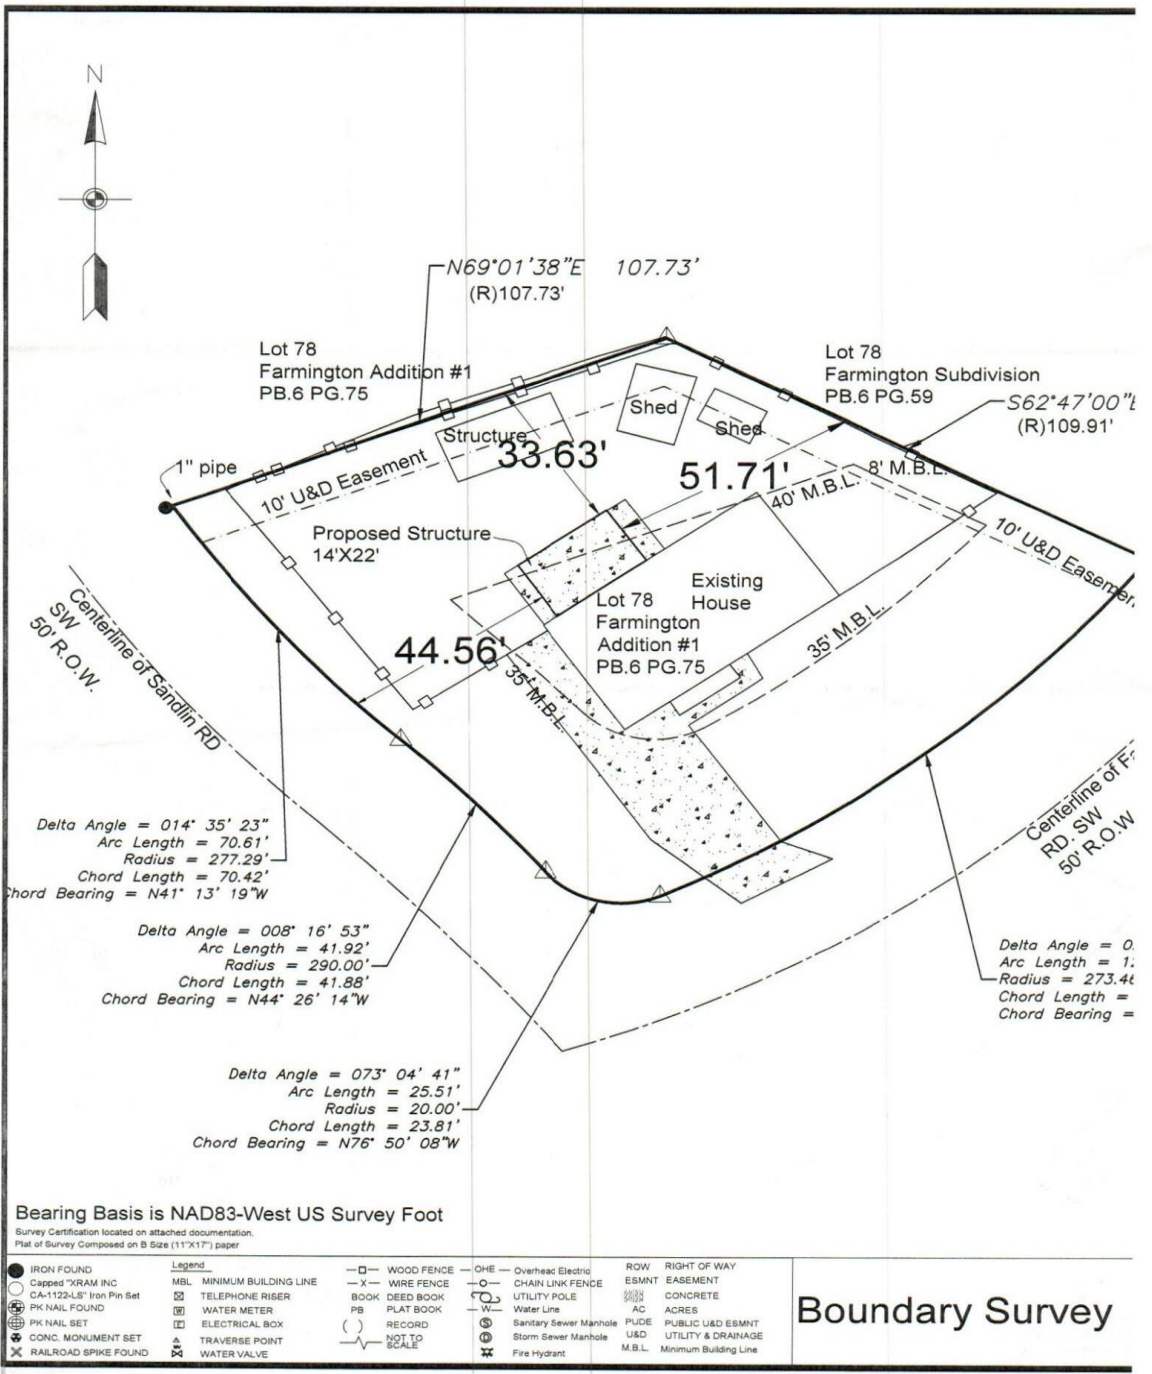 N
N69°01'38"E 107.73'
(R)107.73'
Lot 78
Farmington Addition #1
PB.6 PG.75
Lot 78
Farmington Subdivision
PB.6 PG.59
S62°47'00"E
(R)109.91'
Shed
Shed
Structure
33.63'
51.71'
8' M.B.L.
40' M.B.L.
1" pipe
10' U&D Easement
10' U&D Easement
Proposed Structure
14'X22'
Existing
House
Lot 78
Farmington
Addition #1
PB.6 PG.75
44.56'
35' M.B.L.
35' M.B.L.
Centerline of Sandlin RD
SW
50' R.O.W.
Centerline of Fa
RD. SW
50' R.O.W
Delta Angle = 014° 35' 23"
Arc Length = 70.61'
Radius = 277.29'
Chord Length = 70.42'
Chord Bearing = N41° 13' 19"W
Delta Angle = 008° 16' 53"
Arc Length = 41.92'
Radius = 290.00'
Chord Length = 41.88'
Chord Bearing = N44° 26' 14"W
Delta Angle = 0
Arc Length = 1
Radius = 273.46
Chord Length =
Chord Bearing =
Delta Angle = 073° 04' 41"
Arc Length = 25.51'
Radius = 20.00'
Chord Length = 23.81'
Chord Bearing = N76° 50' 08"W
Bearing Basis is NAD83-West US Survey Foot
Survey Certification located on attached documentation.
Plat of Survey Composed on B Size (11"X17") paper
IRON FOUND
Capped "XRAM INC
CA-1122-LS" Iron Pin Set
PK NAIL FOUND
PK NAIL SET
CONC. MONUMENT SET
RAILROAD SPIKE FOUND
Legend
MBL MINIMUM BUILDING LINE
TELEPHONE RISER
W WATER METER
E ELECTRICAL BOX
TRAVERSE POINT
WATER VALVE
WOOD FENCE
X WIRE FENCE
BOOK DEED BOOK
PB PLAT BOOK
( ) RECORD
NOT TO
SCALE
OHE Overhead Electric
CHAIN LINK FENCE
UTILITY POLE
W Water Line
S Sanitary Sewer Manhole
D Storm Sewer Manhole
Fire Hydrant
ROW RIGHT OF WAY
ESMNT EASEMENT
CONCRETE
AC ACRES
PUDE PUBLIC U&D ESMNT
U&D UTILITY & DRAINAGE
M.B.L. Minimum Building Line
Boundary Survey